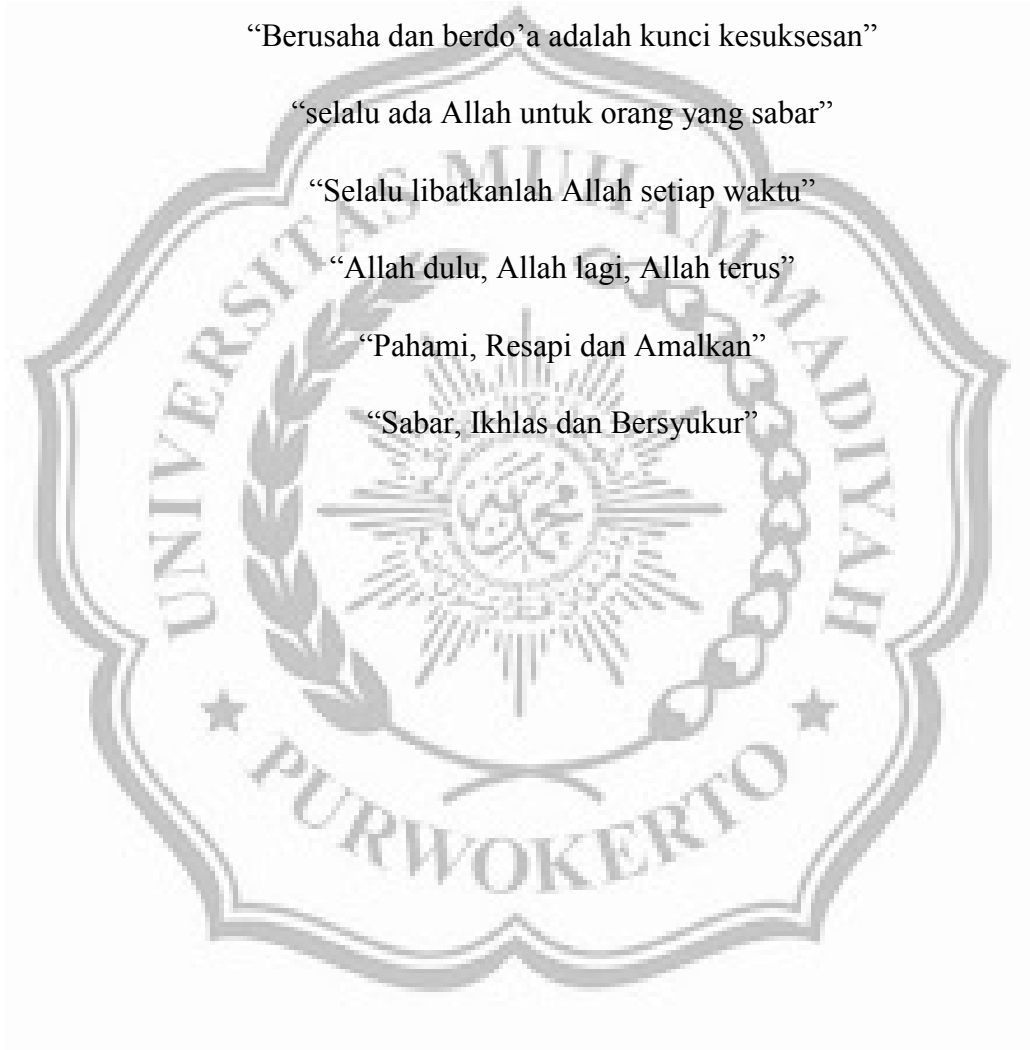 “Berusaha dan berdo’a adalah kunci kesuksesan”
“selalu ada Allah untuk orang yang sabar”
“Selalu libatkanlah Allah setiap waktu”
“Allah dulu, Allah lagi, Allah terus”
“Pahami, Resapi dan Amalkan”
“Sabar, Ikhlas dan Bersyukur”
UNIVERSITAS MUHAMMADIYAH
PURWOKERTO